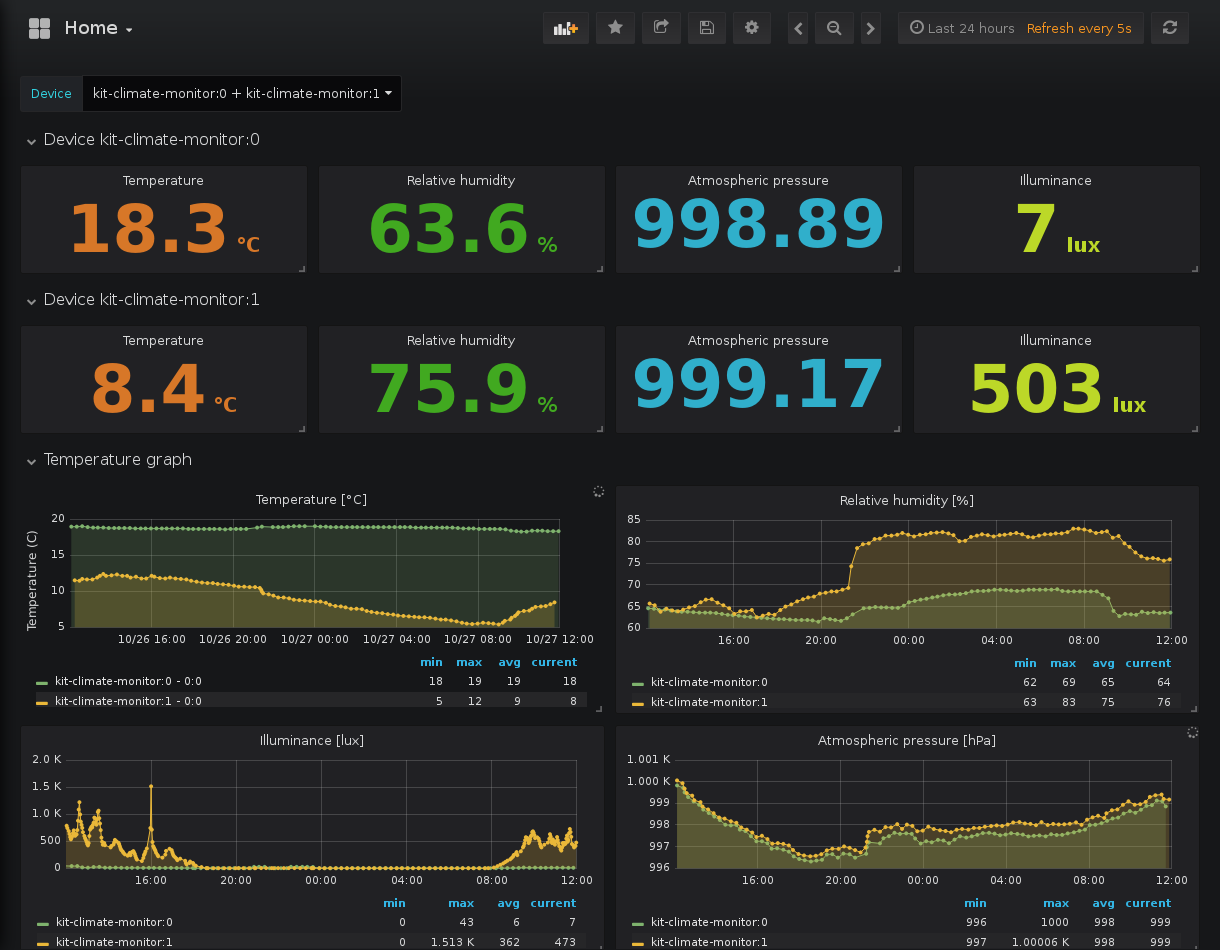 Home
Last 24 hours Refresh every 5s
Device kit-climate-monitor:0 + kit-climate-monitor:1
Device kit-climate-monitor:0
Temperature Relative humidity Atmospheric pressure Illuminance
18.3 °C 63.6 % 998.89 7 lux
Device kit-climate-monitor:1
Temperature Relative humidity Atmospheric pressure Illuminance
8.4 °C 75.9 % 999.17 503 lux
Temperature graph
Temperature [°C]
Temperature (C)
20
15
10
5
10/26 16:00 10/26 20:00 10/27 00:00 10/27 04:00 10/27 08:00 10/27 12:00
min max avg current
kit-climate-monitor:0 - 0:0 18 19 19 18
kit-climate-monitor:1 - 0:0 5 12 9 8
Relative humidity [%]
85
80
75
70
65
60
16:00 20:00 00:00 04:00 08:00 12:00
min max avg current
kit-climate-monitor:0 62 69 65 64
kit-climate-monitor:1 63 83 75 76
Illuminance [lux]
2.0 K
1.5 K
1.0 K
500
0
16:00 20:00 00:00 04:00 08:00 12:00
min max avg current
kit-climate-monitor:0 0 43 6 7
kit-climate-monitor:1 0 1.513 K 362 473
Atmospheric pressure [hPa]
1.001 K
1.000 K
999
998
997
996
16:00 20:00 00:00 04:00 08:00 12:00
min max avg current
kit-climate-monitor:0 996 1000 998 999
kit-climate-monitor:1 997 1.00006 K 998 999